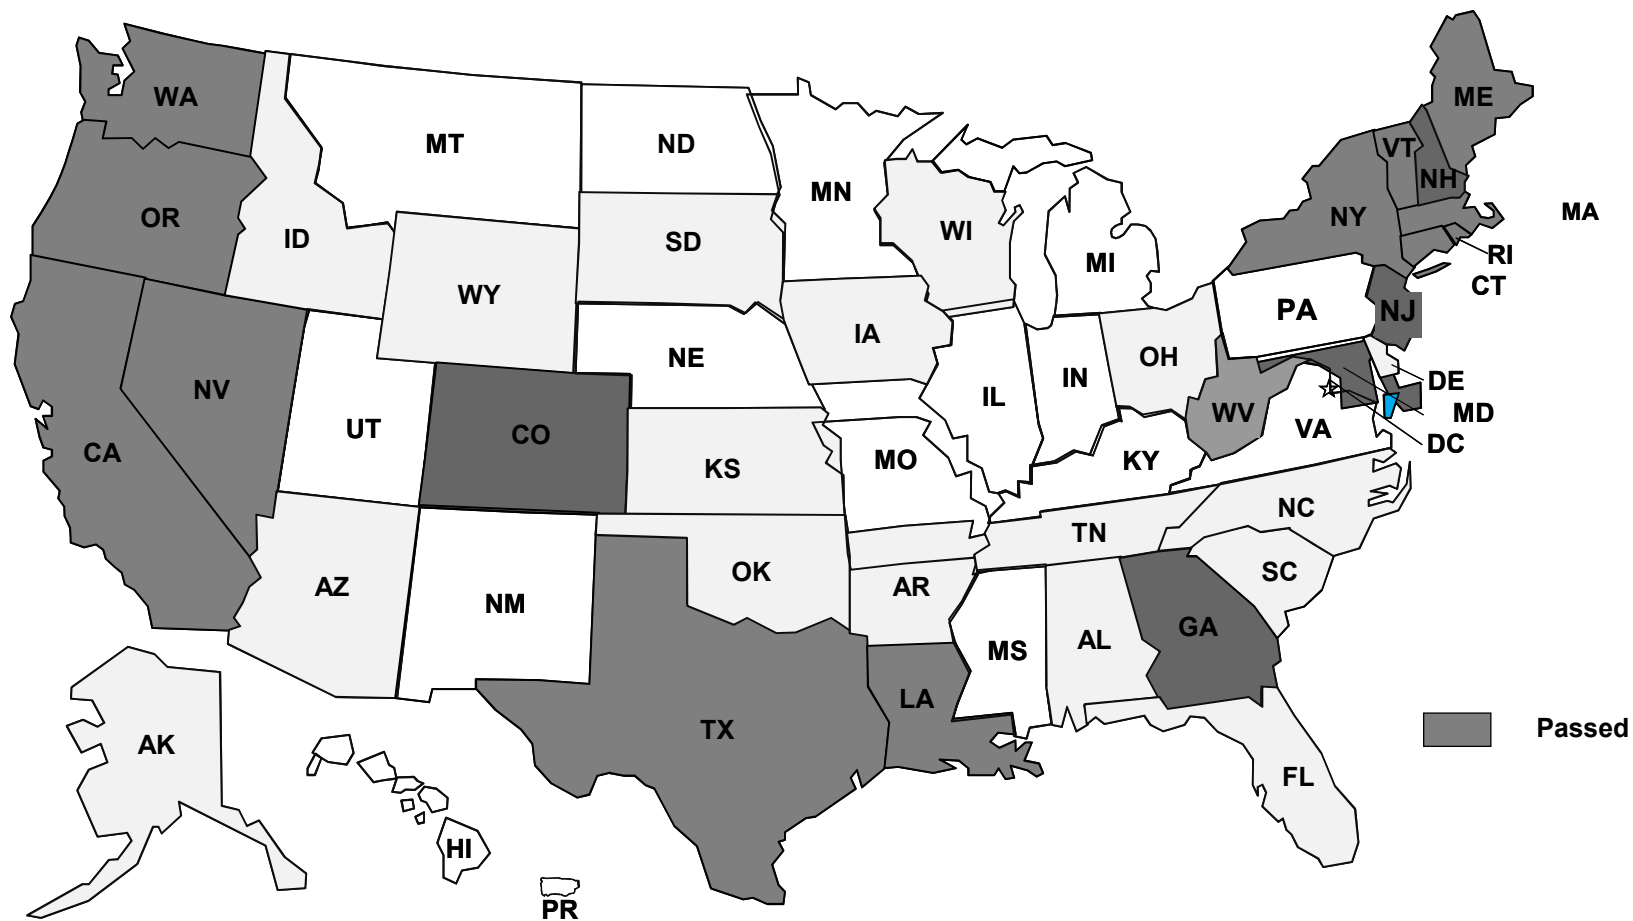 WA
ME
MT
ND
VT
MN
NH
OR
NY
MA
ID
WI
SD
RI
MI
CT
WY
PA
NJ
IA
NE
OH
IN
DE
NV
IL
WV
MD
UT
CO
VA
DC
CA
KS
MO
KY
NC
TN
OK
SC
AZ
AR
NM
GA
AL
MS
LA
TX
Passed
AK
FL
HI
PR